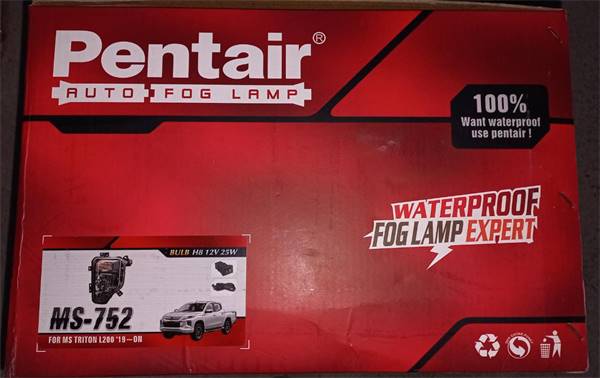 Pentair®
AUTO FOG LAMP
100%
Want waterproof
use pentair !
WATERPROOF
FOG LAMP EXPERT
BULB H8 12V 25W
MS-752
FOR MS TRITON L200 '19-ON